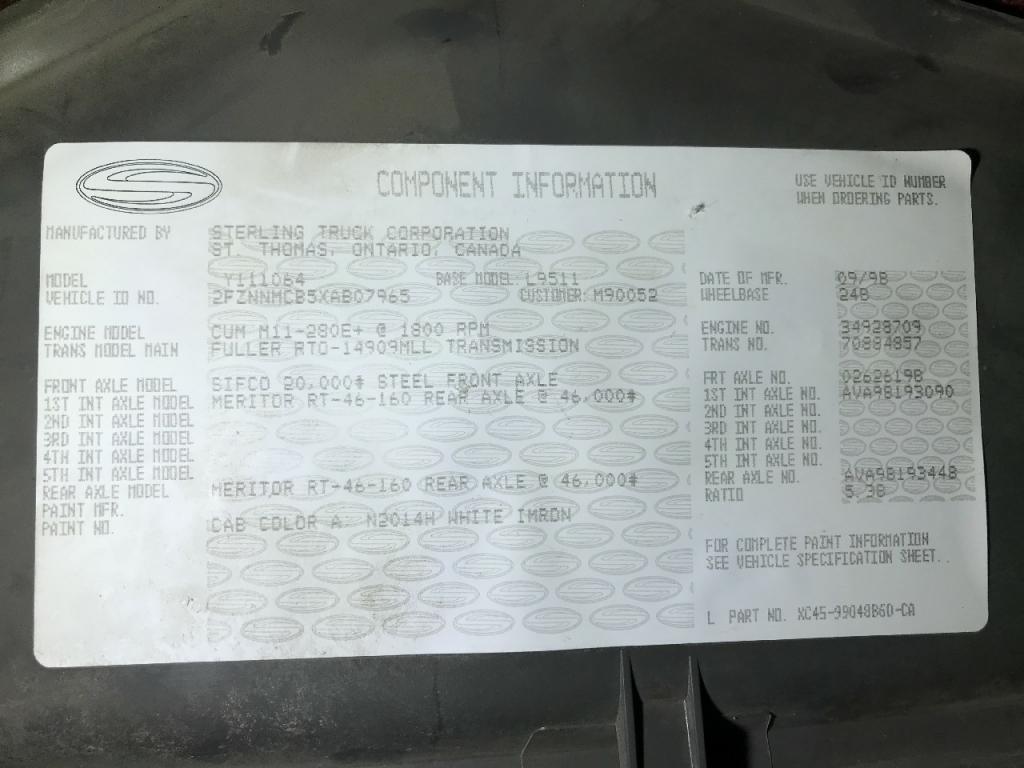 COMPONENT INFORMATION
USE VEHICLE ID NUMBER
WHEN ORDERING PARTS.
MANUFACTURED BY STERLING TRUCK CORPORATION
ST. THOMAS, ONTARIO, CANADA
MODEL Y111064 BASE MODEL: L9511 DATE OF MFR. 09/98
VEHICLE ID NO. 2FZNNMCB5XAB07965 CUSTOMER: M90052 WHEELBASE 248
ENGINE MODEL CUM M11-280E+ @ 1800 RPM ENGINE NO. 34928709
TRANS MODEL MAIN FULLER RTO-14909MLL TRANSMISSION TRANS NO. 70884857
FRONT AXLE MODEL SIFCO 20,000# STEEL FRONT AXLE FRT AXLE NO. 02626198
1ST INT AXLE MODEL MERITOR RT-46-160 REAR AXLE @ 46,000# 1ST INT AXLE NO. AVA98193090
2ND INT AXLE MODEL 2ND INT AXLE NO.
3RD INT AXLE MODEL 3RD INT AXLE NO.
4TH INT AXLE MODEL 4TH INT AXLE NO.
5TH INT AXLE MODEL 5TH INT AXLE NO.
REAR AXLE MODEL MERITOR RT-46-160 REAR AXLE @ 46,000# REAR AXLE NO. AVA98193448
PAINT MFR. RATIO 5.38
PAINT NO. CAB COLOR A: N2014H WHITE IMRON
FOR COMPLETE PAINT INFORMATION
SEE VEHICLE SPECIFICATION SHEET..
L PART NO. XC45-99048B60-CA